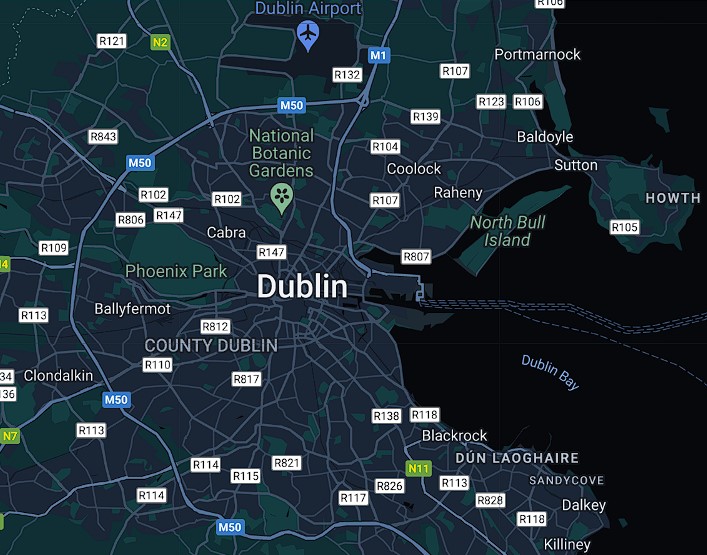 R106
Dublin Airport
R121
N2
M1
Portmarnock
R132
R107
M50
R123
R106
R139
R843
National
Botanic
Gardens
Baldoyle
R104
M50
Coolock
Sutton
R102
R102
R107
Raheny
HOWTH
R806
R147
North Bull
Island
R105
Cabra
R109
R147
R807
Phoenix Park
Dublin
Ballyfermot
R113
R812
COUNTY DUBLIN
Dublin Bay
R110
Clondalkin
R817
M50
R138
R118
N7
R113
Blackrock
DÚN LAOGHAIRE
R114
R821
N11
R115
SANDYCOVE
R826
R113
R114
R117
R828
Dalkey
M50
R118
Killiney